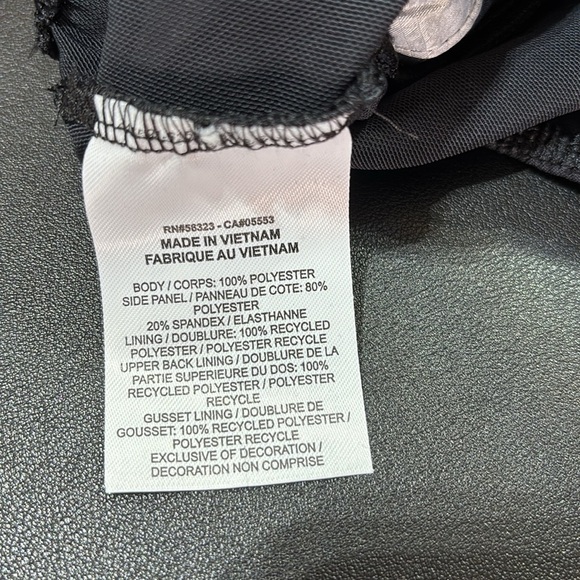 RN#56323 - CA#05553
MADE IN VIETNAM
FABRIQUE AU VIETNAM
BODY / CORPS: 100% POLYESTER
SIDE PANEL / PANNEAU DE COTE: 80%
POLYESTER
20% SPANDEX / ELASTHANNE
LINING / DOUBLURE: 100% RECYCLED
POLYESTER / POLYESTER RECYCLE
UPPER BACK LINING / DOUBLURE DE LA
PARTIE SUPERIEURE DU DOS: 100%
RECYCLED POLYESTER / POLYESTER
RECYCLE
GUSSET LINING / DOUBLURE DE
GOUSSET: 100% RECYCLED POLYESTER /
POLYESTER RECYCLE
EXCLUSIVE OF DECORATION /
DECORATION NON COMPRISE